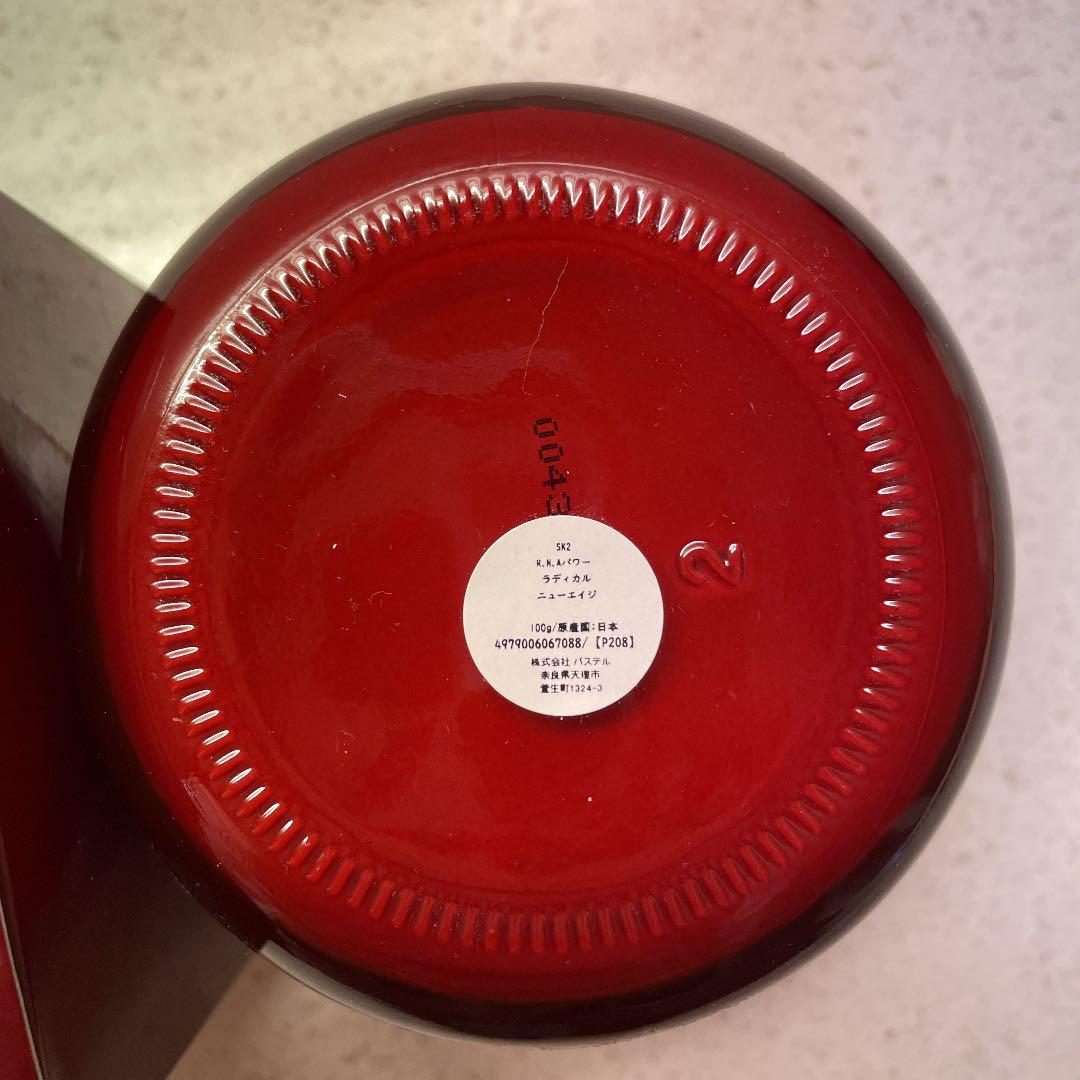 0043
2
SK2
R.N.Aパワー
ラディカル
ニューエイジ
100g/原産国:日本
4979006067088/【P208】
株式会社 パステル
奈良県天理市
萱生町1324-3